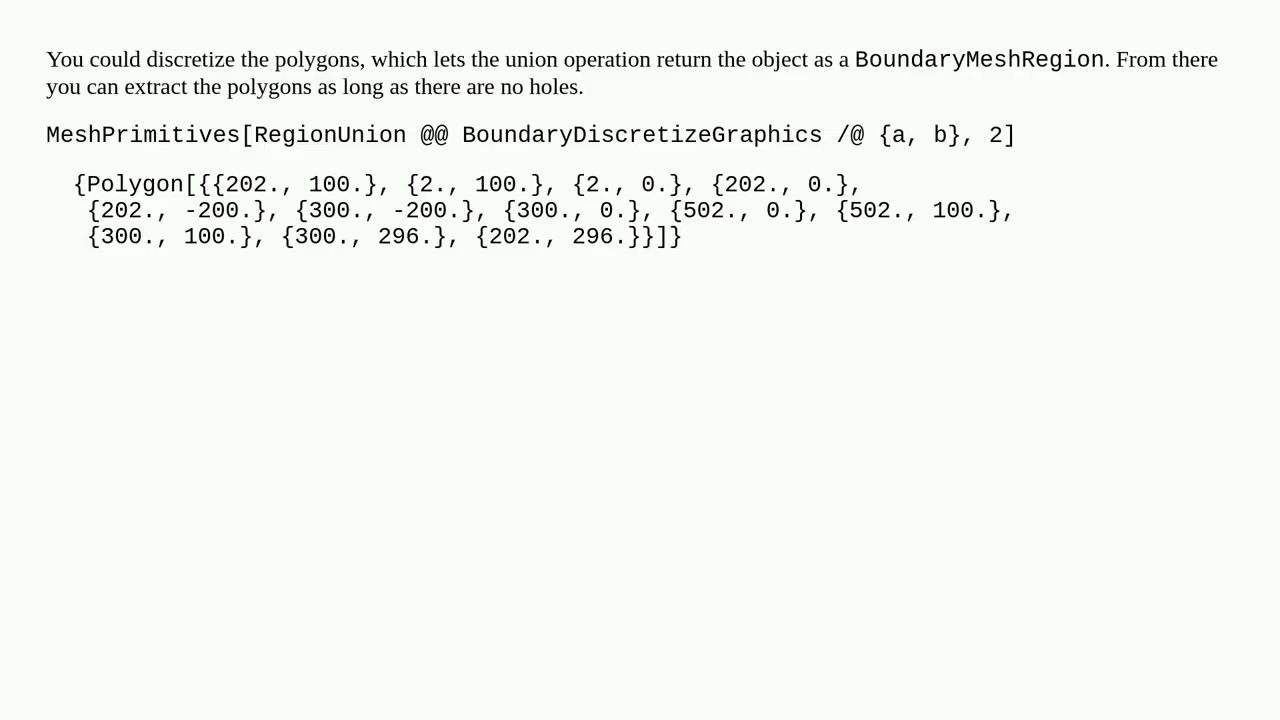 You could discretize the polygons, which lets the union operation return the object as a BoundaryMeshRegion. From there
you can extract the polygons as long as there are no holes.
MeshPrimitives[RegionUnion @@ BoundaryDiscretizeGraphics /@ {a, b}, 2]
{Polygon[{{202., 100.}, {2., 100.}, {2., 0.}, {202., 0.},
{202., -200.}, {300., -200.}, {300., 0.}, {502., 0.}, {502., 100.},
{300., 100.}, {300., 296.}, {202., 296.}}]}